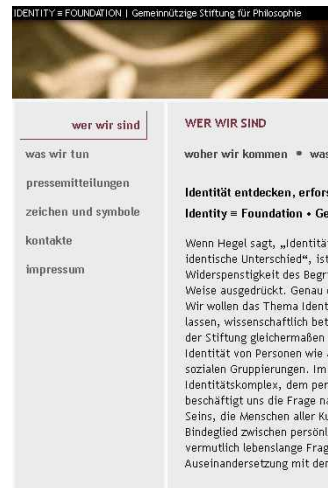 IDENTITY ≡ FOUNDATION | Gemeinnützige Stiftung für Philosophie
wer wir sind
was wir tun
pressemitteilungen
zeichen und symbole
kontakte
impressum
WER WIR SIND
woher wir kommen • was
Identität entdecken, erfors
Identity ≡ Foundation • Ge
Wenn Hegel sagt, „Identitä
identische Unterschied“, ist
Widerspenstigkeit des Begr
Weise ausgedrückt. Genau
Wir wollen das Thema Ident
lassen, wissenschaftlich bet
der Stiftung gleichermaßen
Identität von Personen wie
sozialen Gruppierungen. Im
Identitätskomplex, dem per
beschäftigt uns die Frage na
Seins, die Menschen aller Ku
Bindeglied zwischen persönl
vermutlich lebenslange Frag
Auseinandersetzung mit der